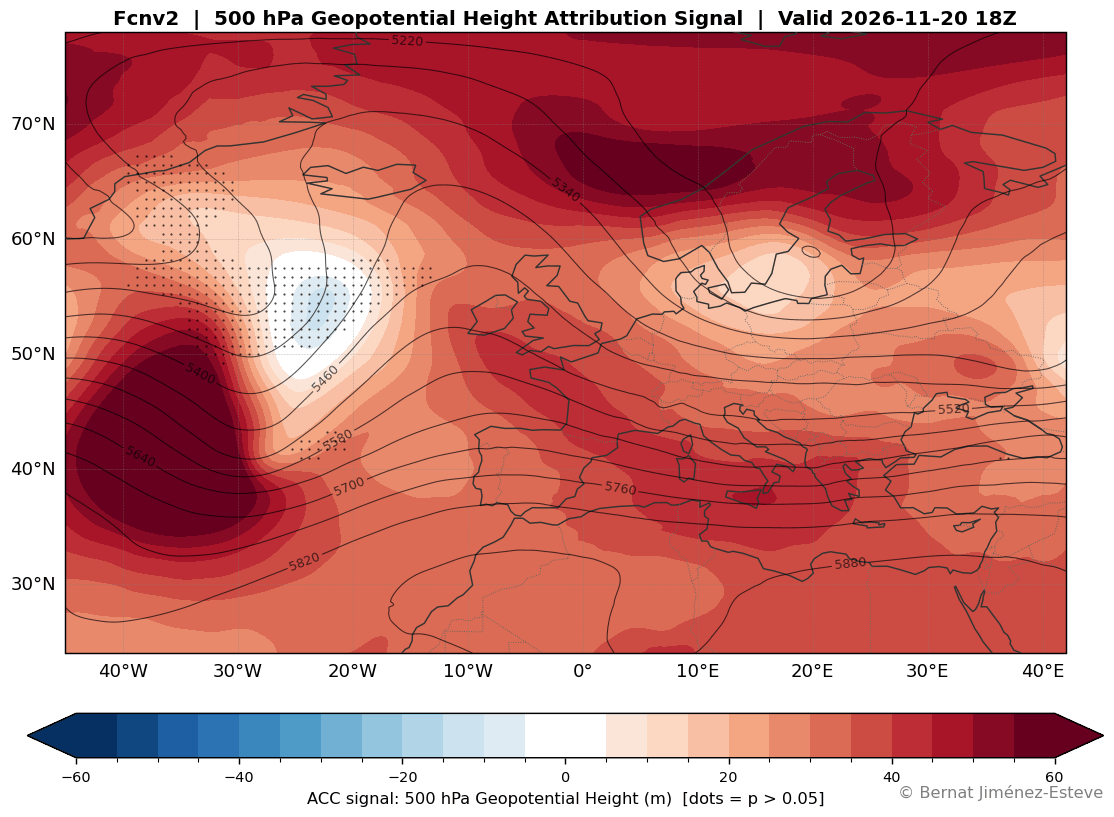 Fcnv2 | 500 hPa Geopotential Height Attribution Signal | Valid 2026-11-20 18Z
5220
70°N
5340
60°N
50°N
5400
5460
5520
5580
5640
40°N
5700
5760
5820
5880
30°N
40°W 30°W 20°W 10°W 0° 10°E 20°E 30°E 40°E
−60 −40 −20 0 20 40 60
ACC signal: 500 hPa Geopotential Height (m) [dots = p > 0.05]
© Bernat Jiménez-Esteve